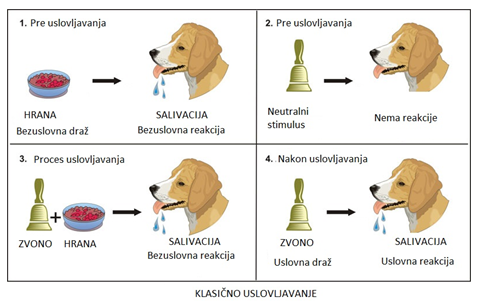 1. Pre uslovljavanja
HRANA
Bezuslovna draž
SALIVACIJA
Bezuslovna reakcija
2. Pre uslovljavanja
Neutralni
stimulus
Nema reakcije
3. Proces uslovljavanja
ZVONO
+
HRANA
SALIVACIJA
Bezuslovna reakcija
4. Nakon uslovljavanja
ZVONO
Uslovna draž
SALIVACIJA
Uslovna reakcija
KLASIČNO USLOVLJAVANJE